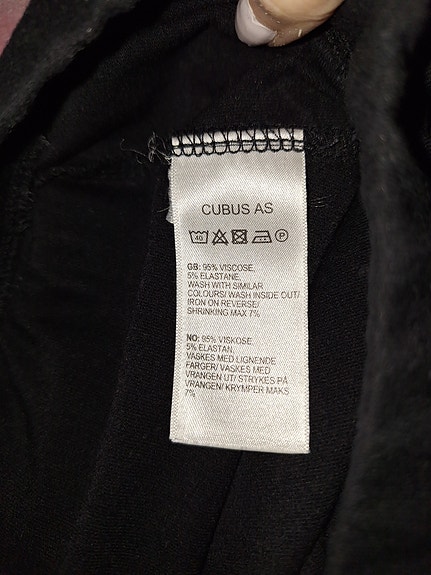 CUBUS AS
40 P
GB: 95% VISCOSE,
5% ELASTANE,
WASH WITH SIMILAR
COLOURS/ WASH INSIDE OUT/
IRON ON REVERSE/
SHRINKING MAX 7%
NO: 95% VISKOSE,
5% ELASTAN,
VASKES MED LIGNENDE
FARGER/ VASKES MED
VRANGEN UT/ STRYKES PÅ
VRANGEN/ KRYMPER MAKS
7%